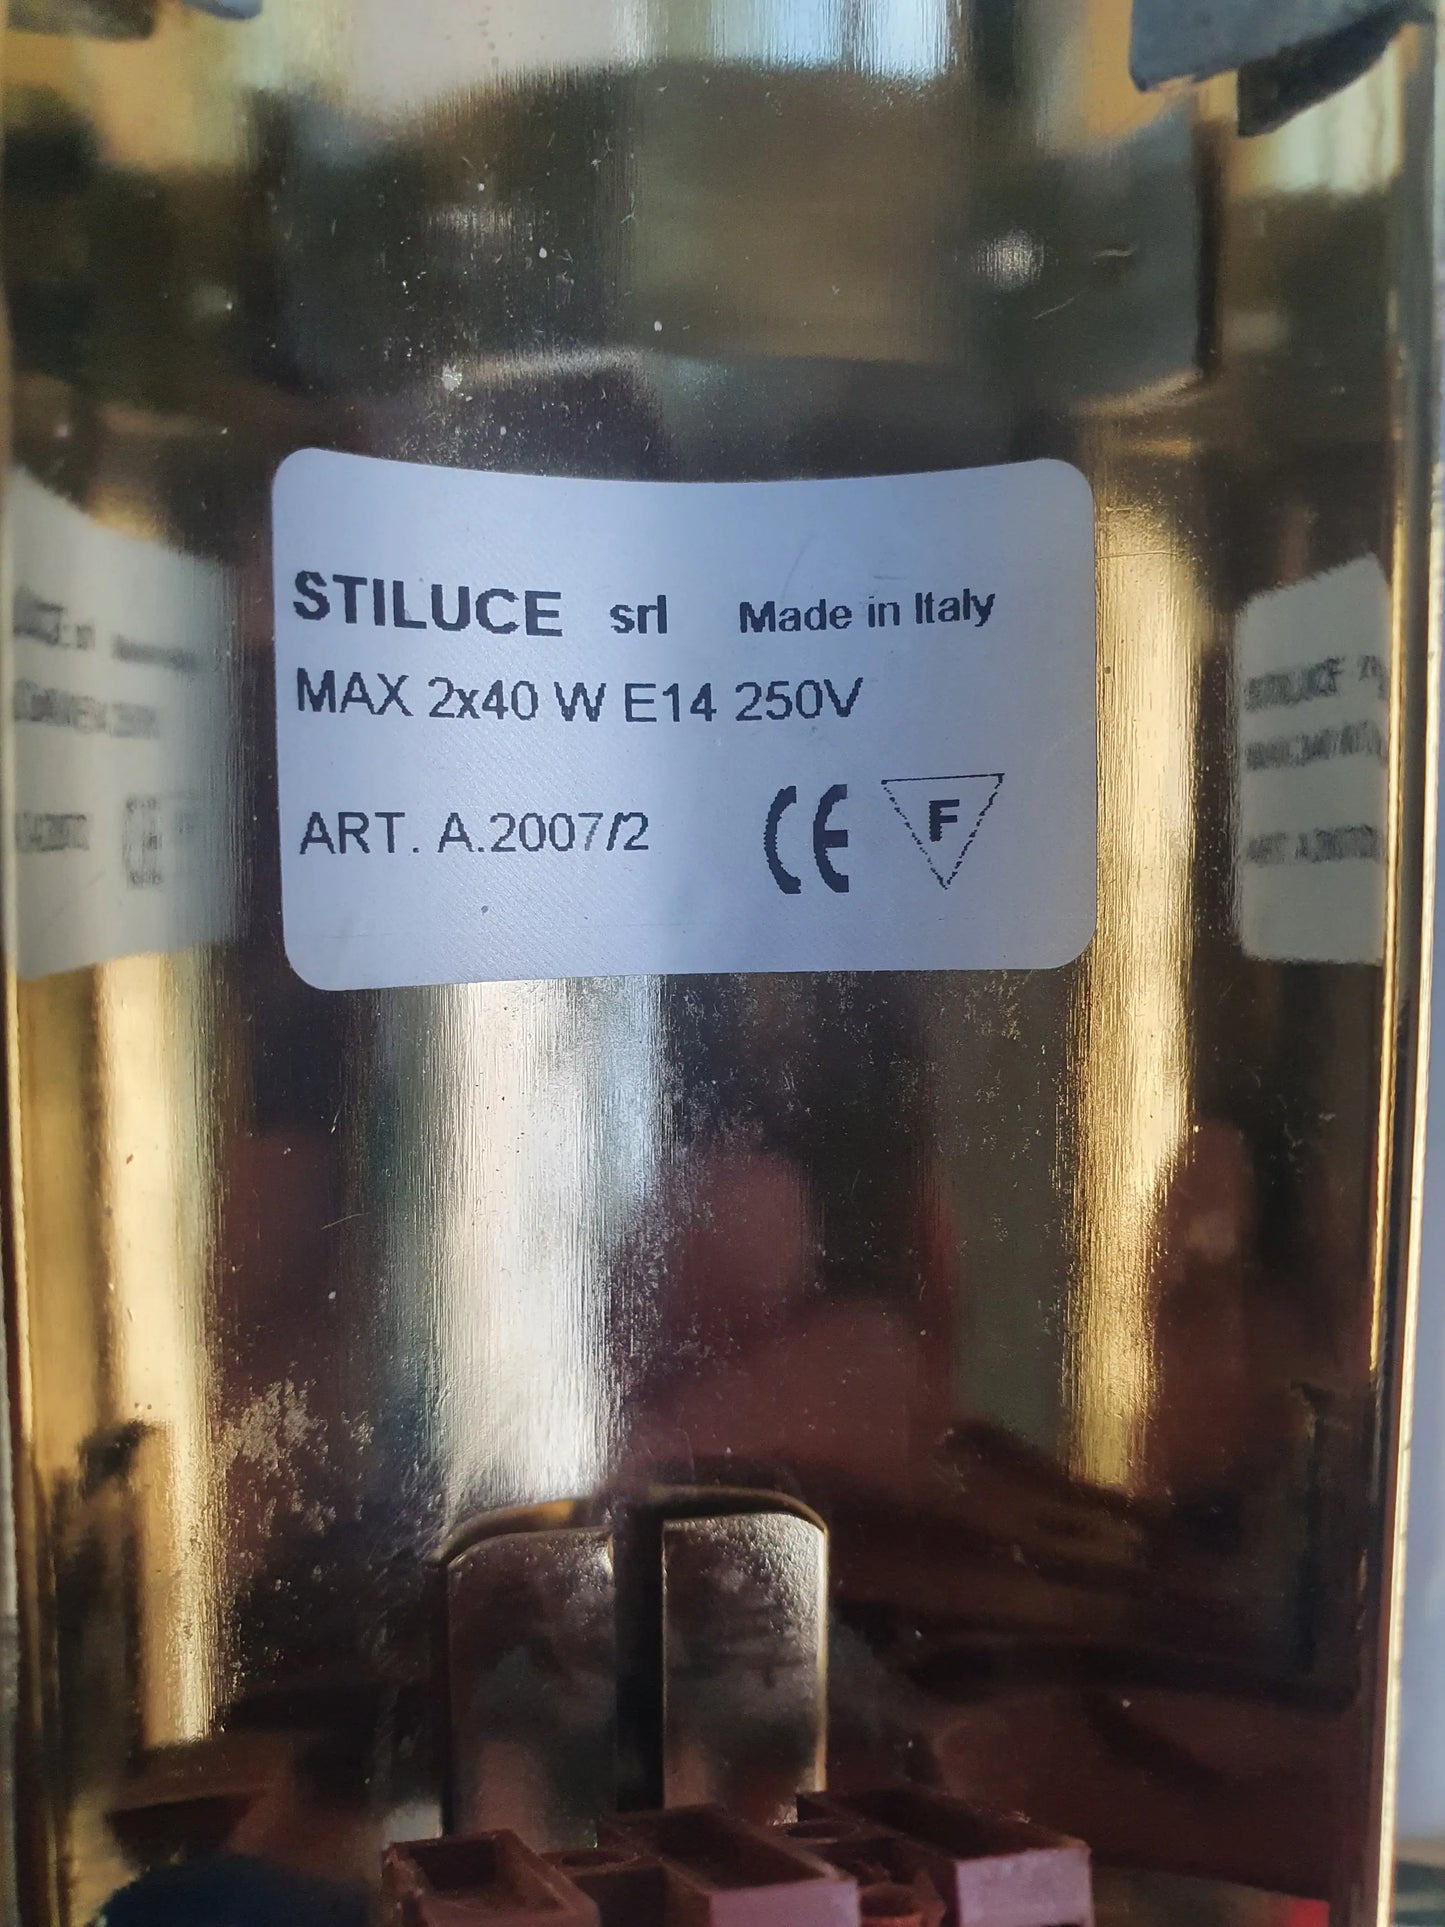 STILUCE srl Made in Italy
MAX 2x40 W E14 250V
ART. A.2007/2 CE F